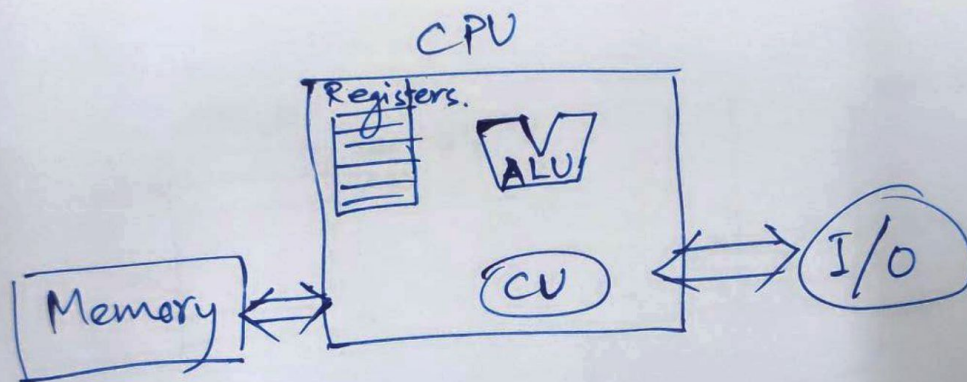 CPU
Registers.
ALU
CU
Memory
I/O